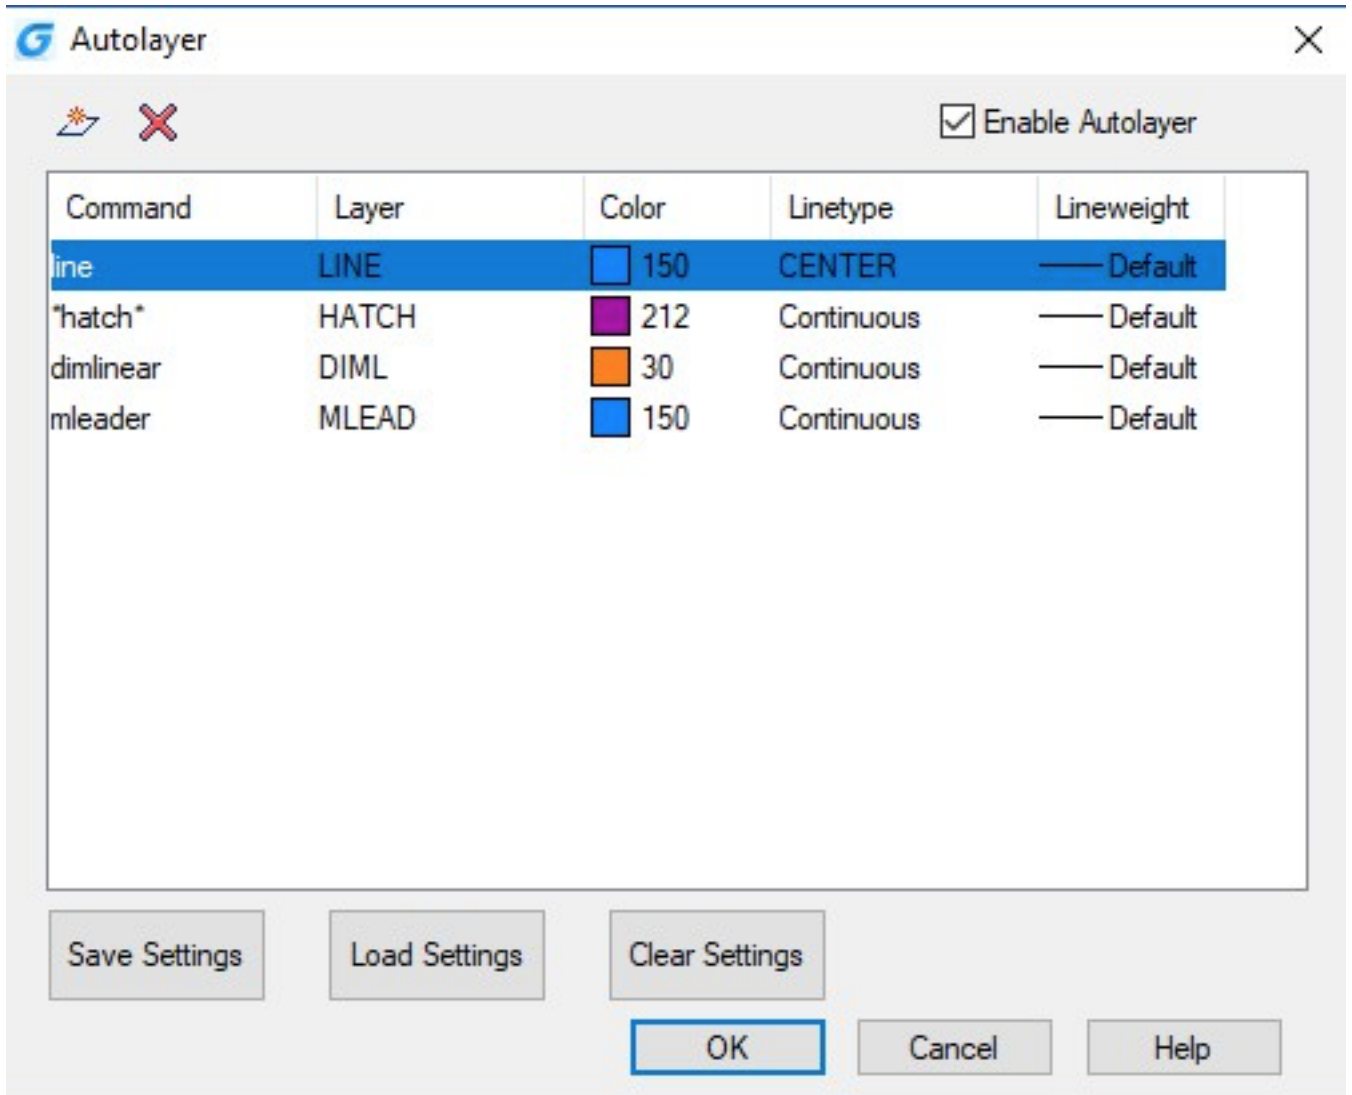 Autolayer
Enable Autolayer
Command Layer Color Linetype Lineweight
line LINE 150 CENTER Default
*hatch* HATCH 212 Continuous Default
dimlinear DIML 30 Continuous Default
mleader MLEAD 150 Continuous Default
Save Settings Load Settings Clear Settings
OK Cancel Help